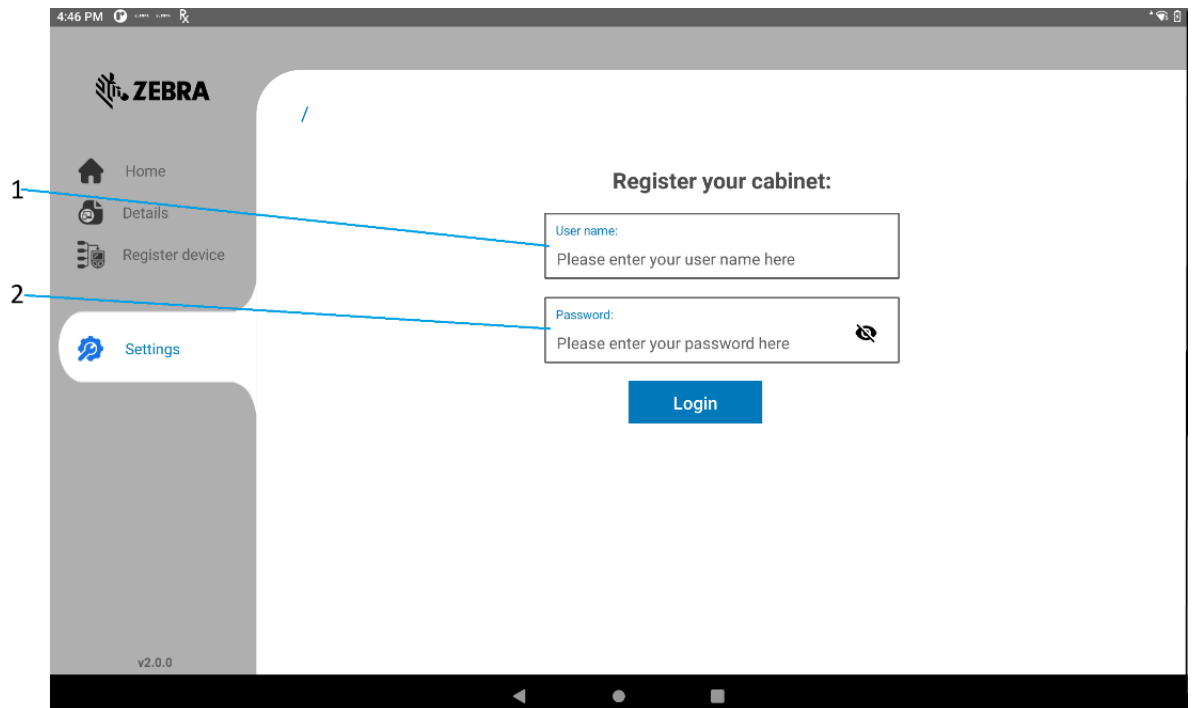 4:46 PM
ZEBRA
/
Home
Details
Register device
Settings
v2.0.0
1
2
Register your cabinet:
User name:
Please enter your user name here
Password:
Please enter your password here
Login